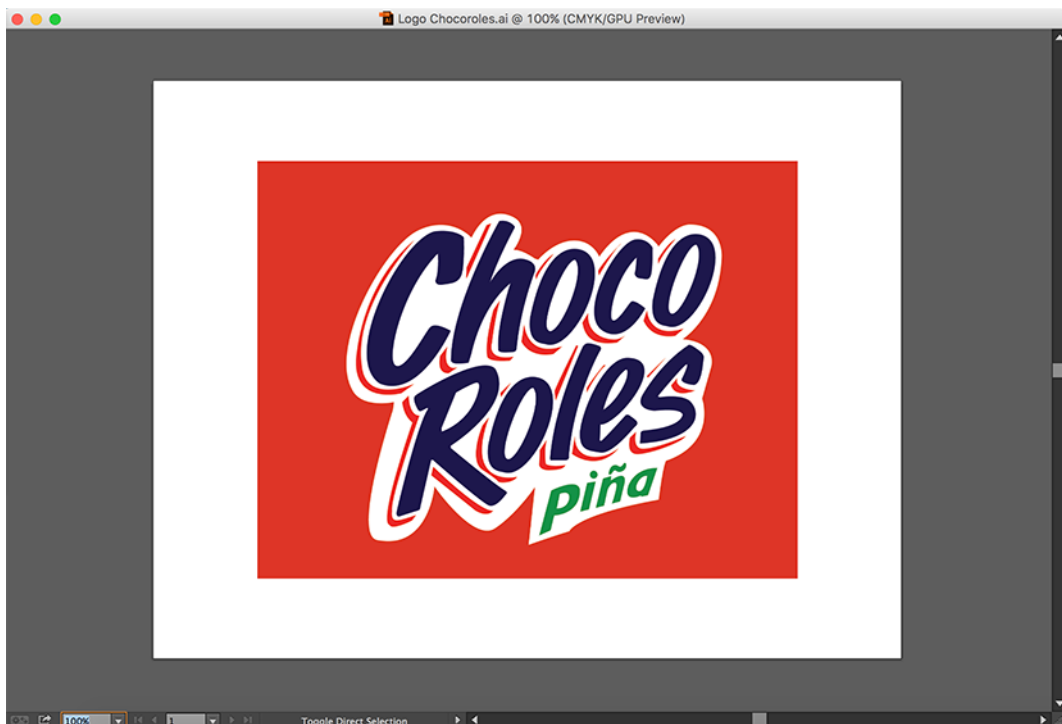 Logo Chocoroles.ai @ 100% (CMYK/GPU Preview)
Choco
Roles
piña
100% 1 Toggle Direct Selection